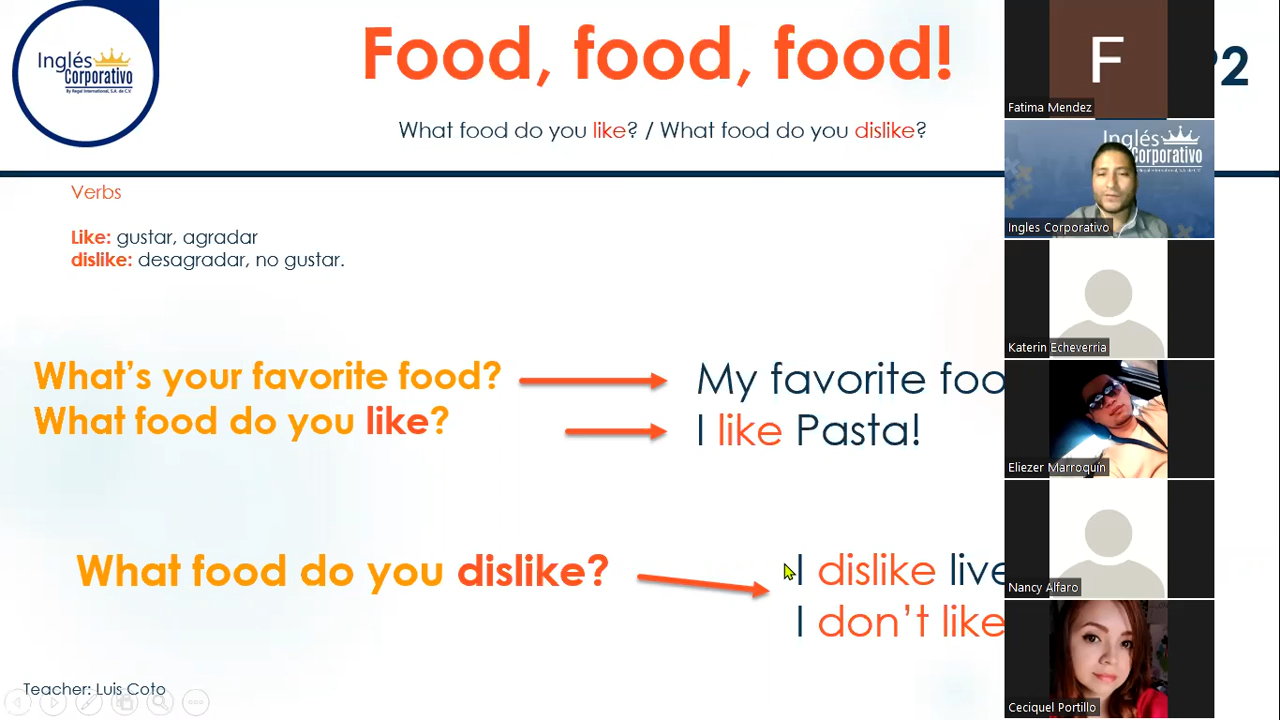 Inglés
Corporativo
By Regal International, S.A. de C.V.
Food, food, food!
What food do you like? / What food do you dislike?
Verbs
Like: gustar, agradar
dislike: desagradar, no gustar.
What's your favorite food?
My favorite foo
What food do you like?
I like Pasta!
What food do you dislike?
I dislike live
I don't like
Teacher: Luis Coto
2
F
Fatima Mendez
Inglés
Corporativo
Ingles Corporativo
Katerin Echeverria
Eliezer Marroquín
Nancy Alfaro
Ceciquel Portillo